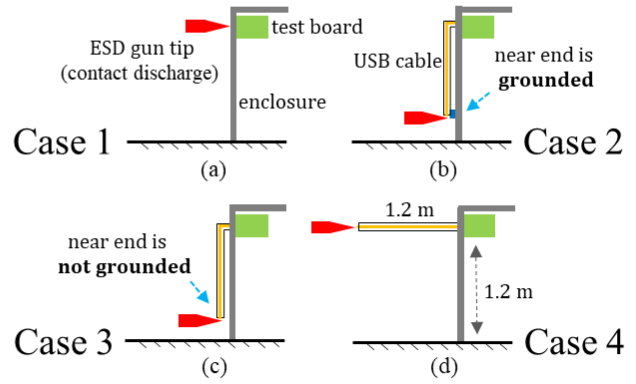 ESD gun tip
(contact discharge)
test board
enclosure
Case 1
(a)
USB cable
near end is
grounded
Case 2
(b)
near end is
not grounded
Case 3
(c)
1.2 m
1.2 m
Case 4
(d)